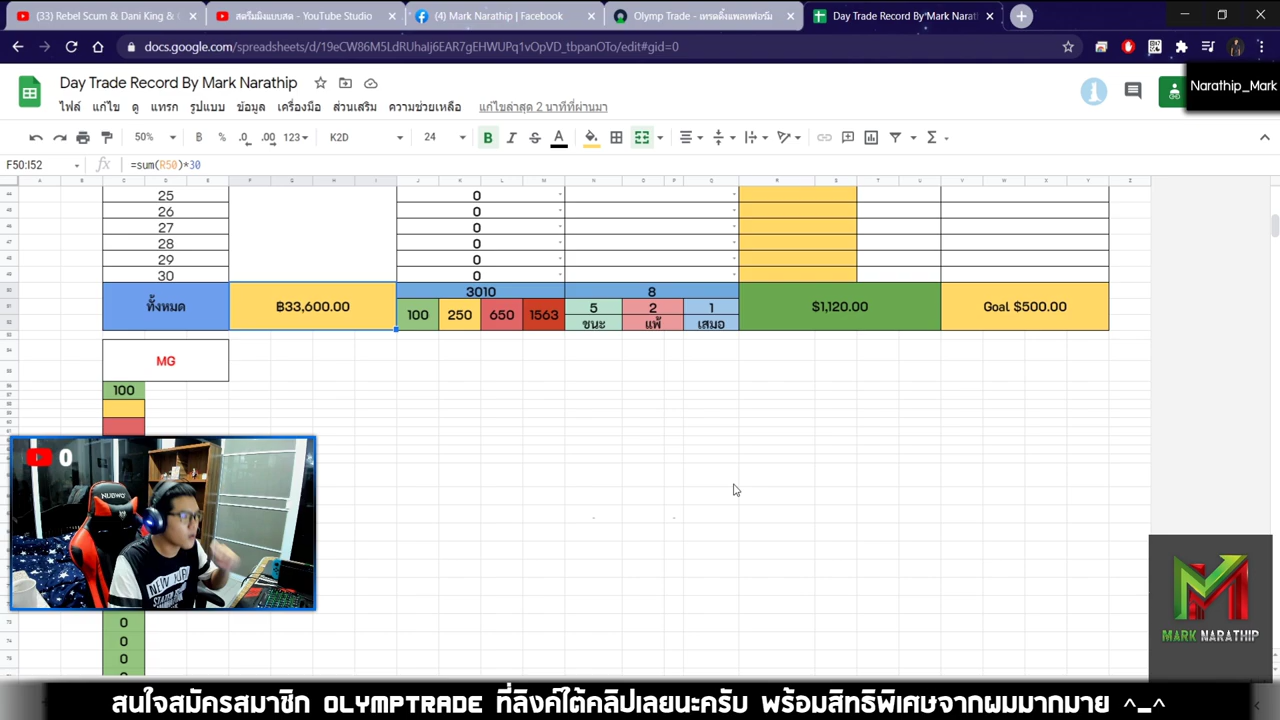 (33) Rebel Scum & Dani King &
สตรีมมิงแบบสด - YouTube Studio
(4) Mark Narathip | Facebook
Olymp Trade - เทรดดิ้งแพลทฟอร์ม
Day Trade Record By Mark Narat
docs.google.com/spreadsheets/d/19eCW86M5LdRUhalj6EAR7gEHWUPq1vOpVD_tbpanOTo/edit#gid=0
Day Trade Record By Mark Narathip
Narathip_Mark
ไฟล์ แก้ไข ดู แทรก รูปแบบ ข้อมูล เครื่องมือ ส่วนเสริม ความช่วยเหลือ แก้ไขล่าสุด 2 นาทีที่ผ่านมา
50% B % .0 .00 123 K2D 24 B I S A
F50:I52 fx =sum(R50)*30
25 0
26 0
27 0
28 0
29 0
30 0
ทั้งหมด ฿33,600.00 3010 8 $1,120.00 Goal $500.00
100 250 650 1563 5 2 1
ชนะ แพ้ เสมอ
MG
100
0
NUBWO
0
0
0
MARK NARATHIP
สนใจสมัครสมาชิก OLYMPTRADE ที่ลิงค์ใต้คลิปเลยนะครับ พร้อมสิทธิพิเศษจากผมมากมาย ^_^